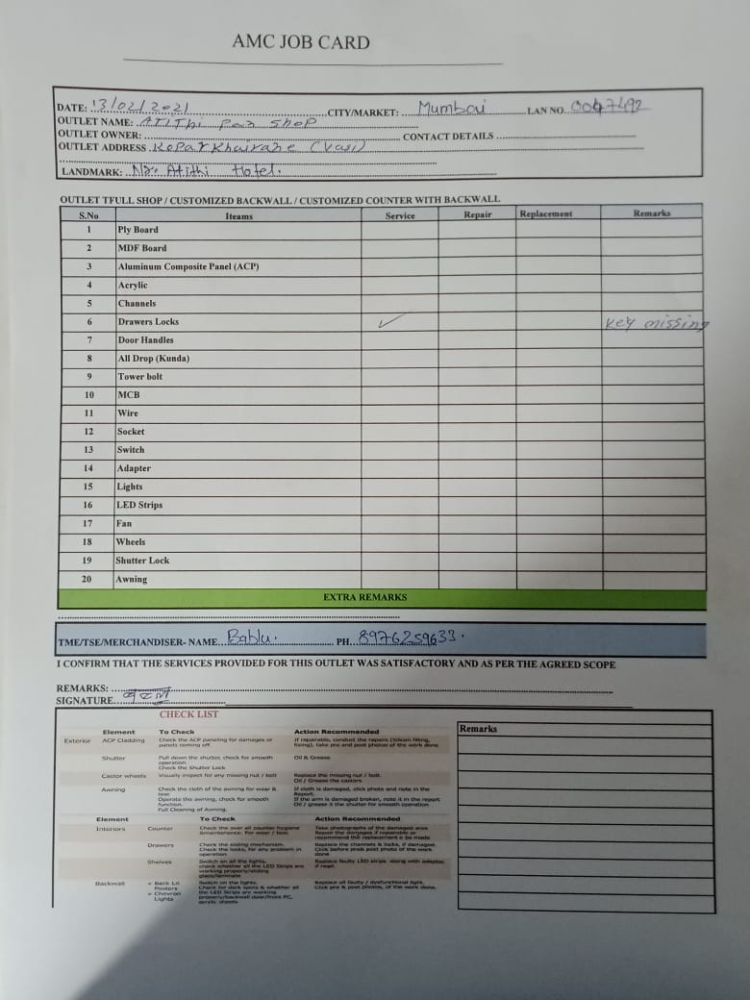 AMC JOB CARD
DATE: 13/02/2021 CITY/MARKET: Mumbai LAN NO. 0047492
OUTLET NAME: ATITHi Pan SHOP
OUTLET OWNER: CONTACT DETAILS
OUTLET ADDRESS KoparKhairane (Vasi)
LANDMARK: Nr. Atithi Hotel.
OUTLET TFULL SHOP / CUSTOMIZED BACKWALL / CUSTOMIZED COUNTER WITH BACKWALL
S.No Iteams Service Repair Replacement Remarks
1 Ply Board
2 MDF Board
3 Aluminum Composite Panel (ACP)
4 Acrylic
5 Channels
6 Drawers Locks ✓ key missing
7 Door Handles
8 All Drop (Kunda)
9 Tower bolt
10 MCB
11 Wire
12 Socket
13 Switch
14 Adapter
15 Lights
16 LED Strips
17 Fan
18 Wheels
19 Shutter Lock
20 Awning
EXTRA REMARKS
TME/TSE/MERCHANDISER- NAME Bablu. PH 8976259633.
I CONFIRM THAT THE SERVICES PROVIDED FOR THIS OUTLET WAS SATISFACTORY AND AS PER THE AGREED SCOPE
REMARKS:
SIGNATURE
CHECK LIST
Remarks
Element To Check Action Recommended
Exterior ACP Cladding Check the ACP paneling for damages or panels coming off. If repairable, conduct the repairs (Silicon filling, fixing), take pre and post photos of the work done
Shutter Pull down the shutter, check for smooth operation Oil & Grease
Check the Shutter Lock
Castor wheels Visually inspect for any missing nut / bolt Replace the missing nut / bolt.
Oil / Grease the castors
Awning Check the cloth of the awning for wear & tear If cloth is damaged, click photo and note in the Report.
Operate the awning, check for smooth function. If the arm is damaged broken, note it in the report
Full Cleaning of Awning. Oil / grease it the shutter for smooth operation
Element To Check Action Recommended
Interiors Counter Check the over all counter hygiene &maintenance. For wear / tear. Take photographs of the damaged area
Repair the damages if repairable or recommend the replacement to be made
Drawers Check the sliding mechanism. Replace the channels & locks, if damaged.
Check the locks, for any problem in operation Click before pre& post photo of the work done
Shelves Switch on all the lights, Replace faulty LED strips along with adapter, if reqd.
check whether all the LED Strips are working properly/sliding glass/laminate
Backwall Back Lit Posters Switch on the lights. Replace all faulty / dysfunctional light.
Chevron Lights Check for dark spots & whether all the LED Strips are working Click pre & post photos, of the work done.
properly/backwall door/front PC, acrylic sheets